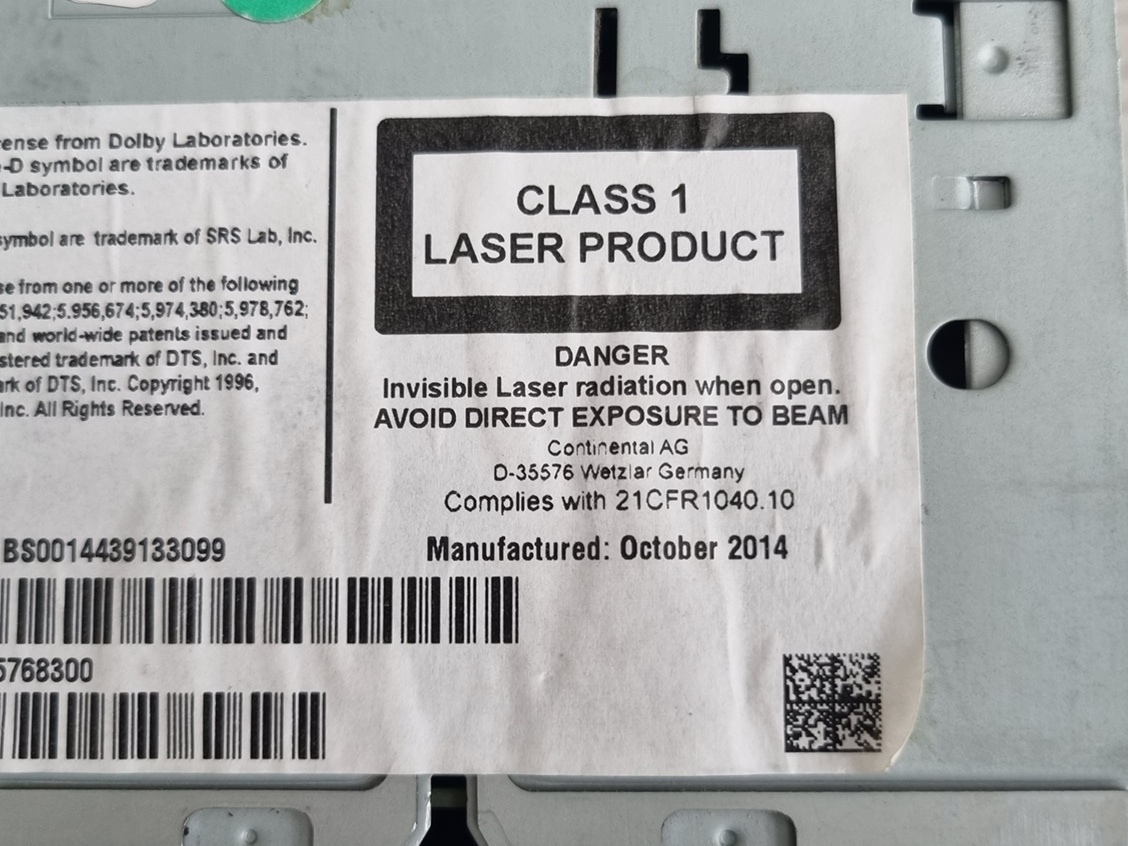 ense from Dolby Laboratories.
-D symbol are trademarks of
Laboratories.
symbol are trademark of SRS Lab, Inc.
se from one or more of the following
51,942;5.956,674;5,974,380;5,978,762;
and world-wide patents issued and
stered trademark of DTS, Inc. and
ark of DTS, Inc. Copyright 1996,
Inc. All Rights Reserved.
CLASS 1
LASER PRODUCT
DANGER
Invisible Laser radiation when open.
AVOID DIRECT EXPOSURE TO BEAM
Continental AG
D-35576 Wetzlar Germany
Complies with 21CFR1040.10
Manufactured: October 2014
BS0014439133099
5768300